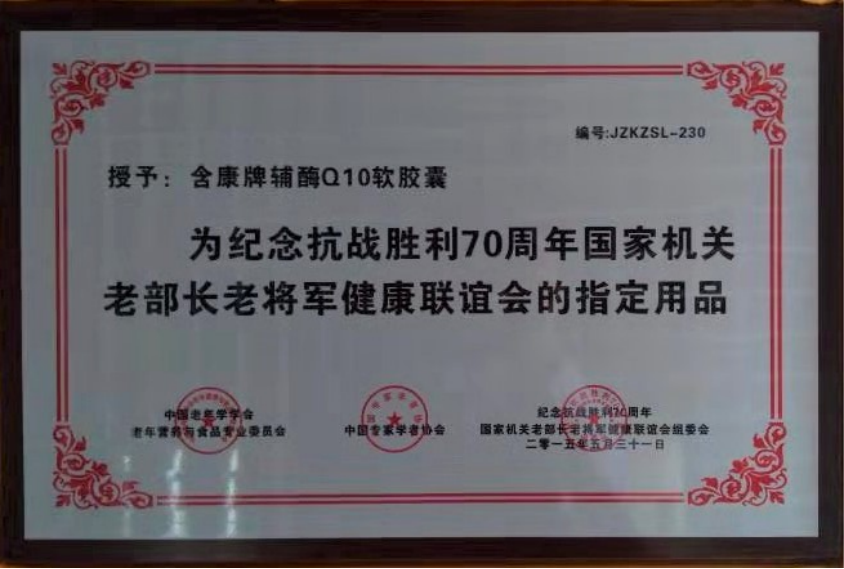 编号:JZKZSL-230
授予：含康牌辅酶Q10软胶囊
为纪念抗战胜利70周年国家机关
老部长老将军健康联谊会的指定用品
中国老年学学会
老年营养与食品专业委员会
中国专家学者协会
纪念抗战胜利70周年
国家机关老部长老将军健康联谊会组委会
二零一五年五月三十一日